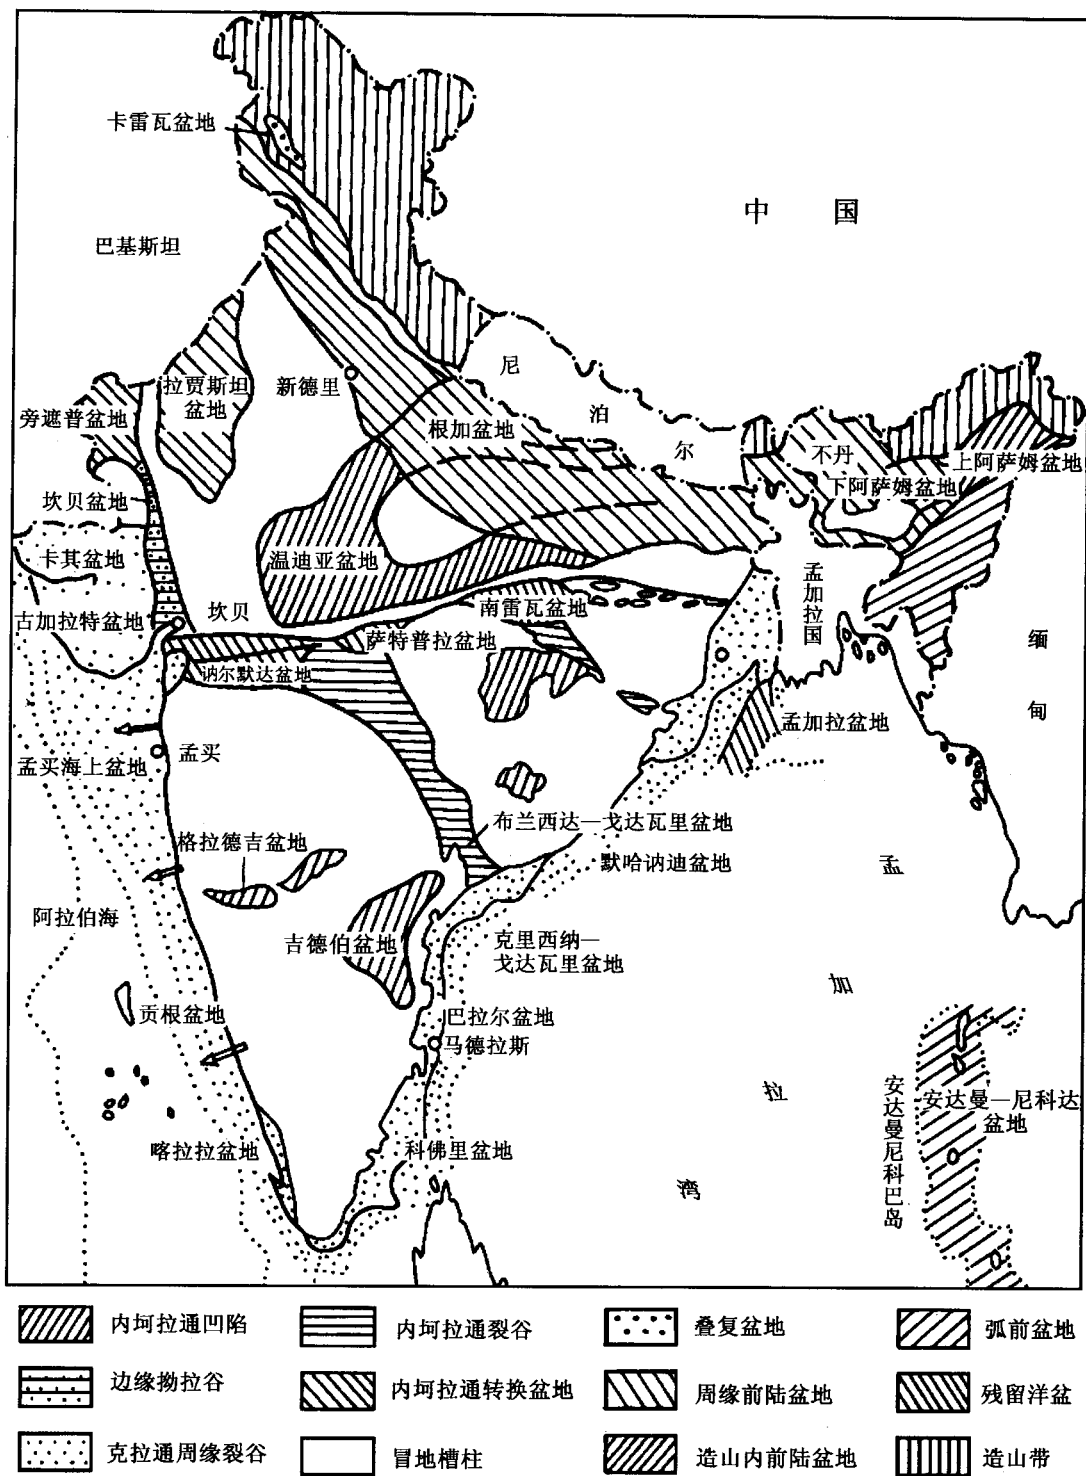 卡雷瓦盆地
中国
巴基斯坦
尼
泊
尔
新德里
拉贾斯坦
盆地
旁遮普盆地
根加盆地
不丹
上阿萨姆盆地
下阿萨姆盆地
坎贝盆地
卡其盆地
温迪亚盆地
孟加拉国
古加拉特盆地
坎贝
南雷瓦盆地
萨特普拉盆地
讷尔默达盆地
缅
甸
孟加拉盆地
孟买
孟买海上盆地
布兰西达—戈达瓦里盆地
格拉德吉盆地
默哈讷迪盆地
孟
加
拉
湾
阿拉伯海
吉德伯盆地
克里西纳—
戈达瓦里盆地
贡根盆地
巴拉尔盆地
马德拉斯
安达曼尼科巴岛
安达曼—尼科达
盆地
喀拉拉盆地
科佛里盆地
内坷拉通凹陷
内坷拉通裂谷
叠复盆地
弧前盆地
边缘拗拉谷
内坷拉通转换盆地
周缘前陆盆地
残留洋盆
克拉通周缘裂谷
冒地槽柱
造山内前陆盆地
造山带